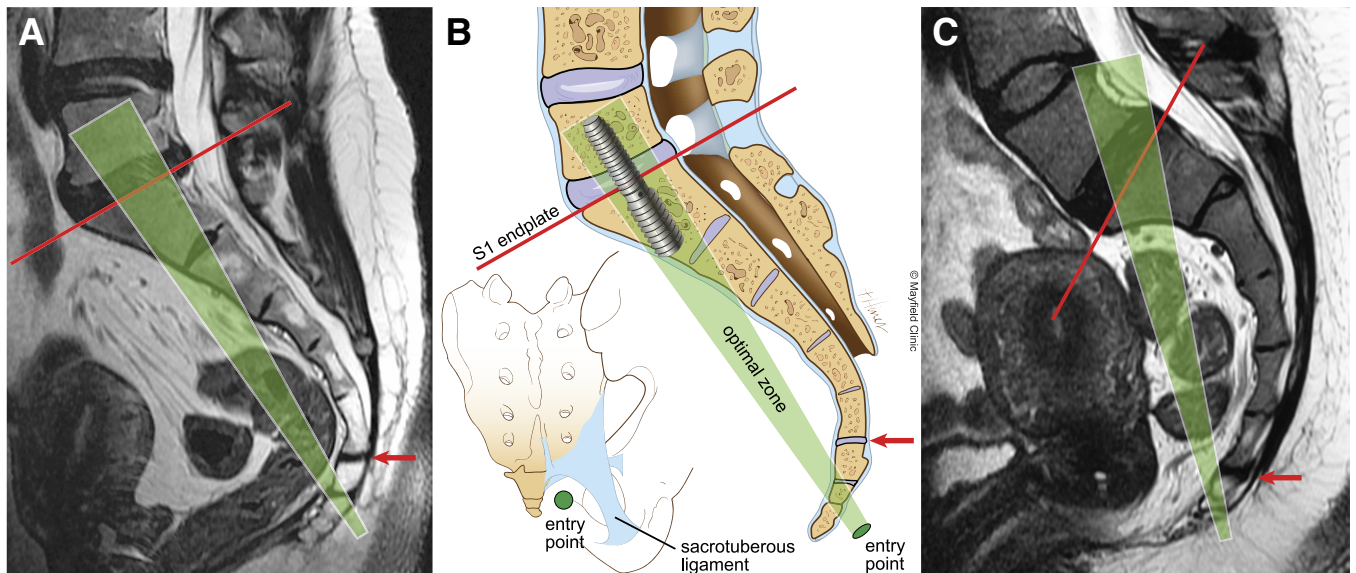 A
B
C
S1 endplate
optimal zone
entry
point
sacrotuberous
ligament
entry
point
© Mayfield Clinic